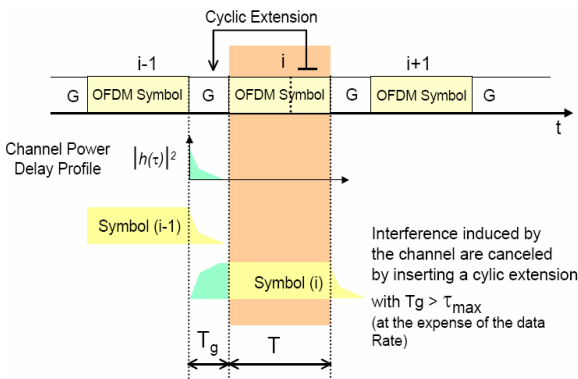 Cyclic Extension
i-1 i i+1
G OFDM Symbol G OFDM Symbol G OFDM Symbol G
t
Channel Power
Delay Profile
|h(τ)|²
Symbol (i-1)
Symbol (i)
Interference induced by
the channel are canceled
by inserting a cylic extension
with Tg > τmax
(at the expense of the data
Rate)
Tg T